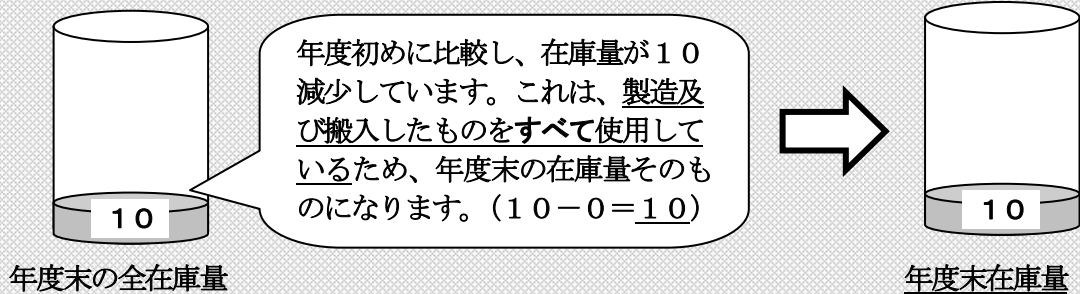 年度初めに比較し、在庫量が10
減少しています。これは、製造及
び搬入したものをすべて使用して
いるため、年度末の在庫量そのも
のになります。（10－0＝10）
10
10
年度末の全在庫量
年度末在庫量